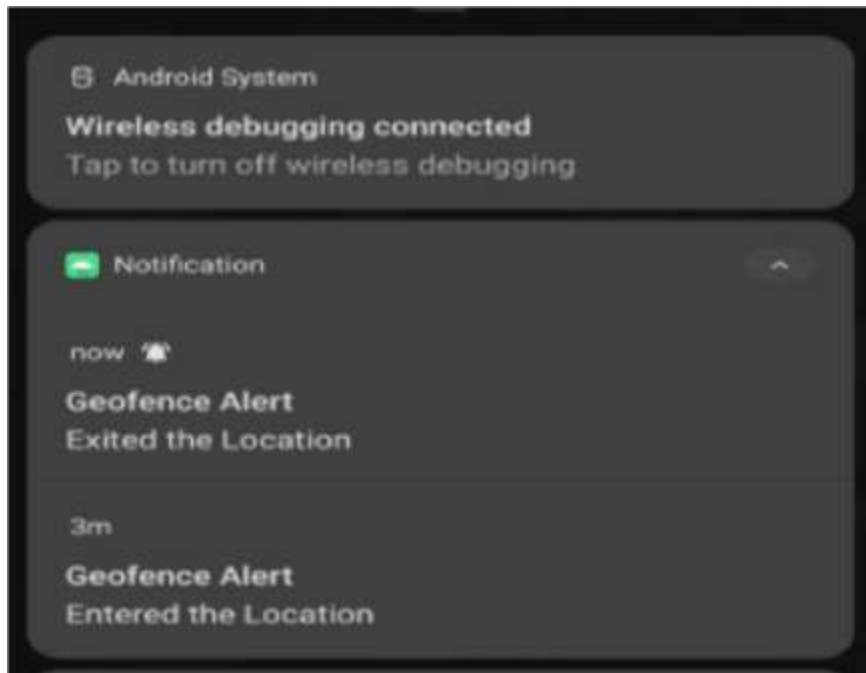 Android System
Wireless debugging connected
Tap to turn off wireless debugging
Notification
now
Geofence Alert
Exited the Location
3m
Geofence Alert
Entered the Location